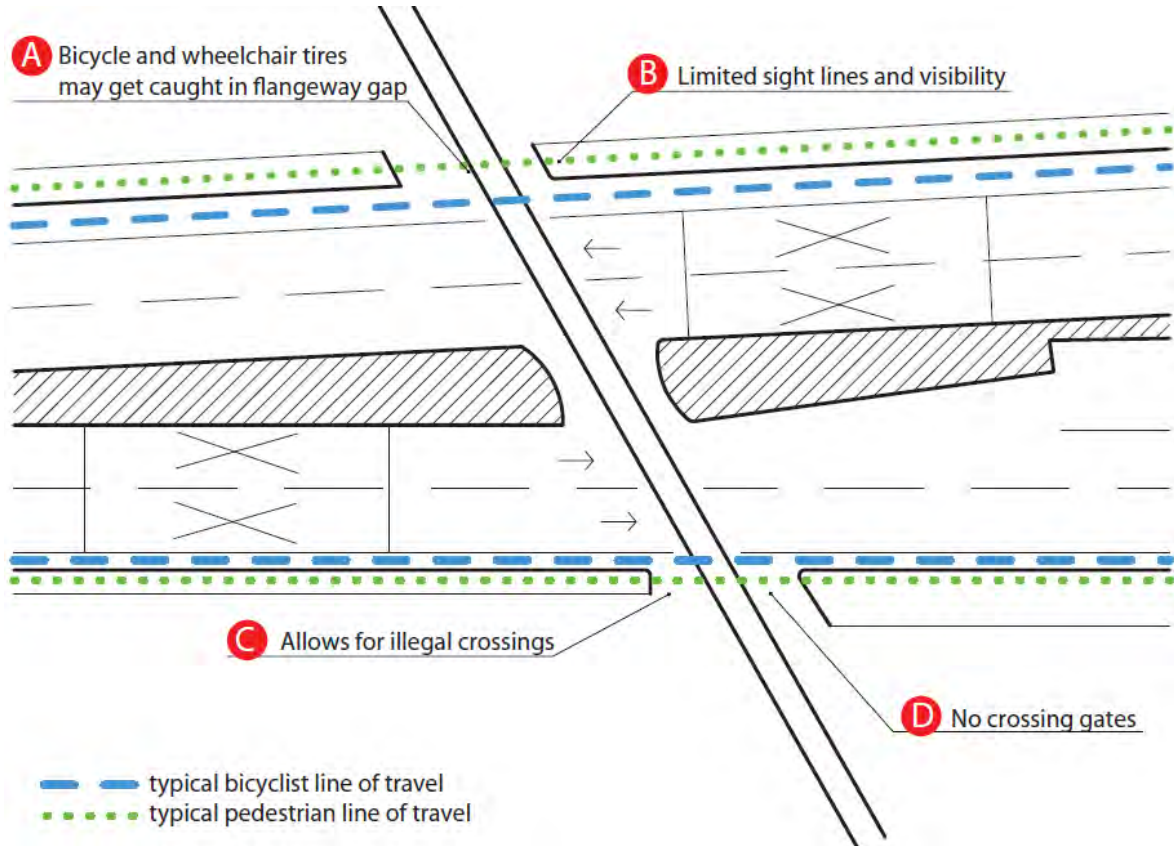 A Bicycle and wheelchair tires
may get caught in flangeway gap
B Limited sight lines and visibility
C Allows for illegal crossings
D No crossing gates
typical bicyclist line of travel
typical pedestrian line of travel